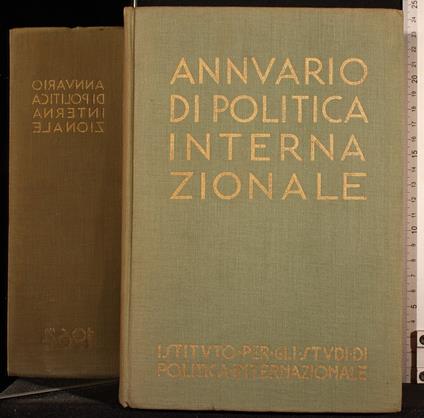 ANNVARIO
DI POLITICA
INTERNA
ZIONALE
ANNVARIO
DI POLITICA
INTERNA
ZIONALE
ISTITVTO·PER·GLI·STVDI·DI
POLITICA·INTERNAZIONALE